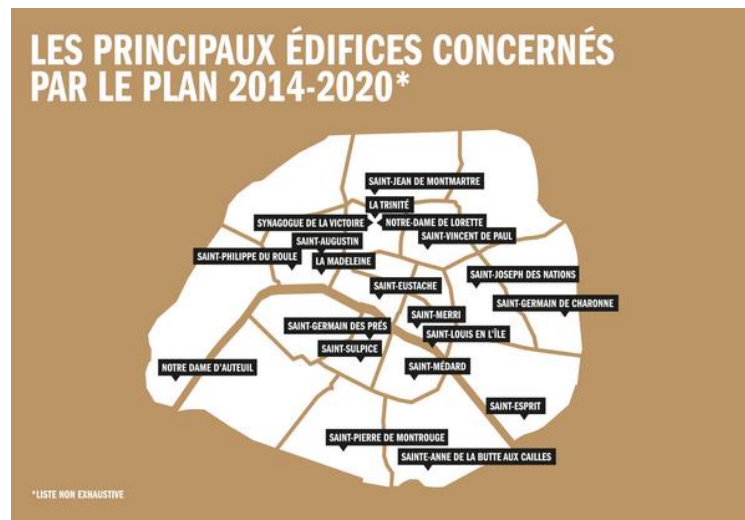 LES PRINCIPAUX ÉDIFICES CONCERNÉS
PAR LE PLAN 2014-2020*
SAINT-JEAN DE MONTMARTRE
LA TRINITÉ
SYNAGOGUE DE LA VICTOIRE
NOTRE-DAME DE LORETTE
SAINT-VINCENT DE PAUL
SAINT-AUGUSTIN
SAINT-PHILIPPE DU ROULE
LA MADELEINE
SAINT-JOSEPH DES NATIONS
SAINT-EUSTACHE
SAINT-GERMAIN DE CHARONNE
SAINT-MERRI
SAINT-GERMAIN DES PRÉS
SAINT-LOUIS EN L'ÎLE
SAINT-SULPICE
NOTRE DAME D'AUTEUIL
SAINT-MÉDARD
SAINT-ESPRIT
SAINT-PIERRE DE MONTROUGE
SAINTE-ANNE DE LA BUTTE AUX CAILLES
*LISTE NON EXHAUSTIVE